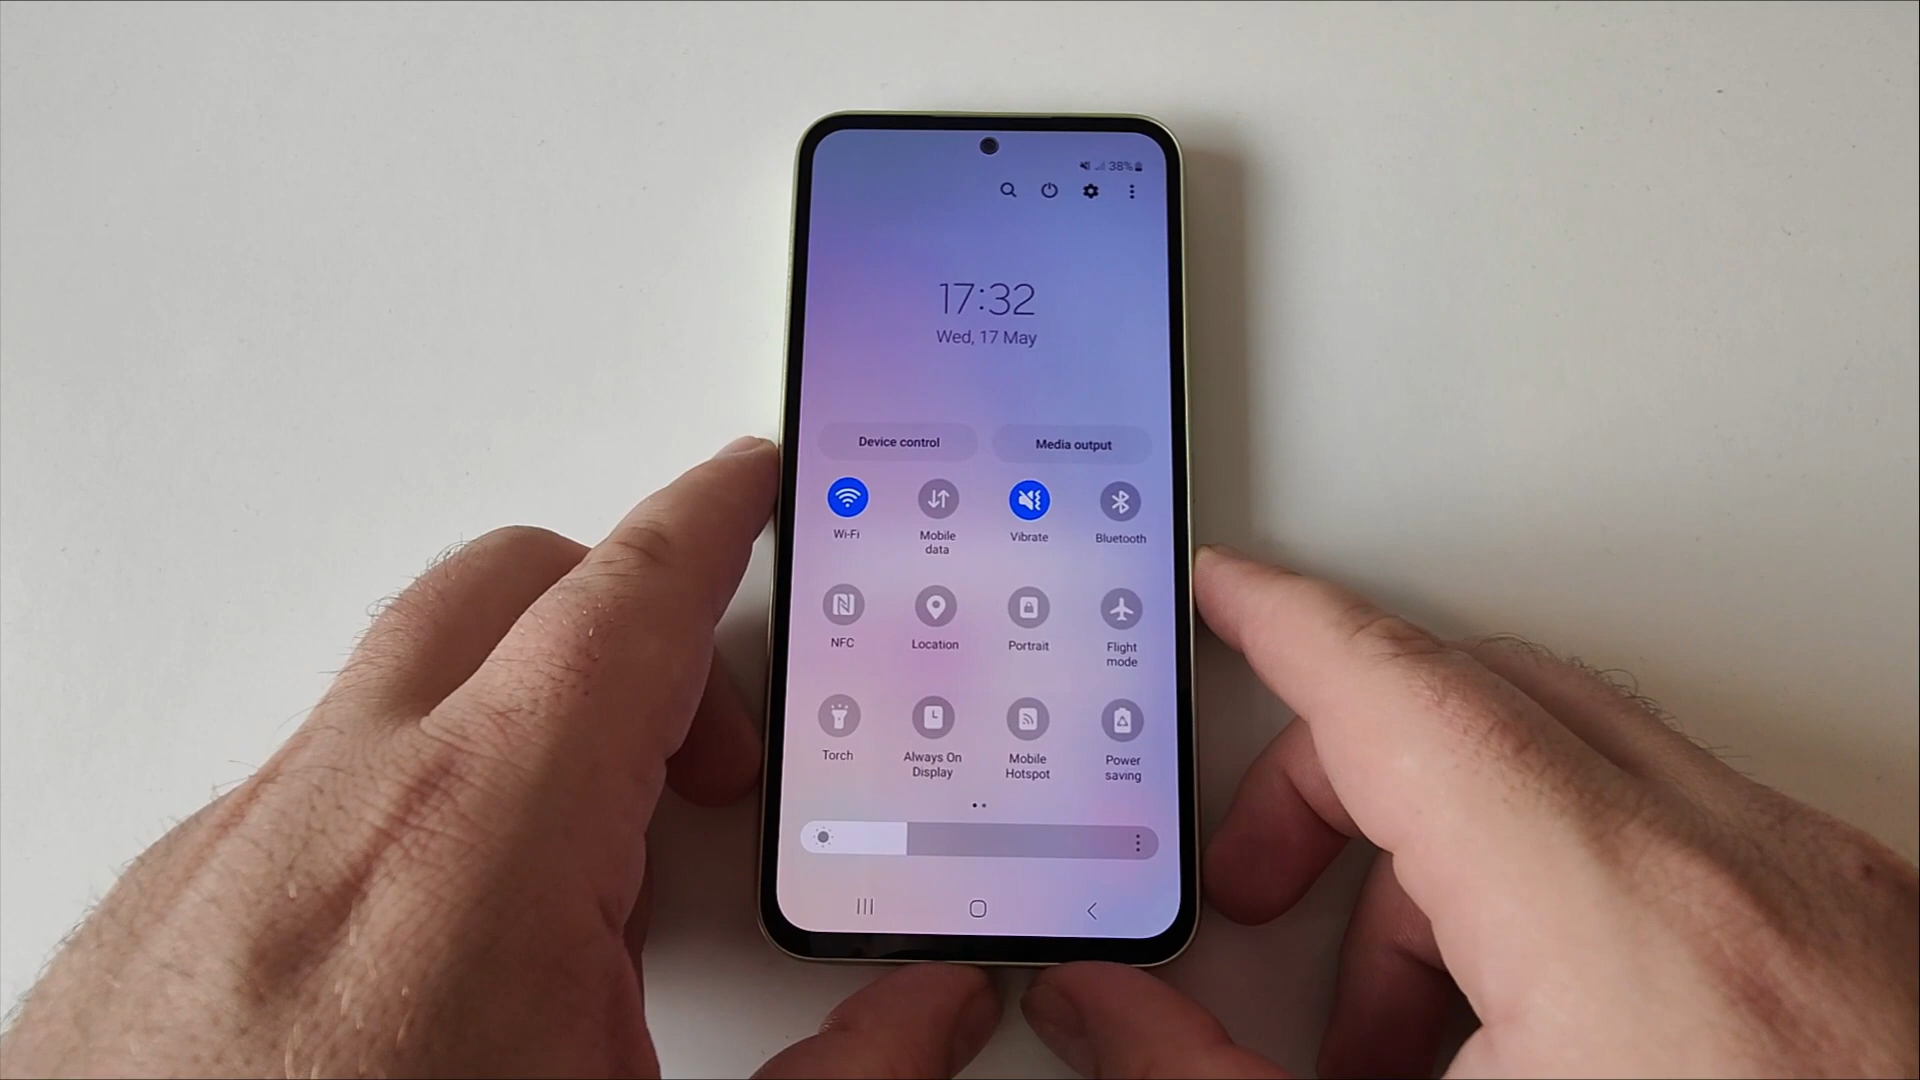 38%
17:32
Wed, 17 May
Device control
Media output
Wi-Fi
Mobile
data
Vibrate
Bluetooth
NFC
Location
Portrait
Flight
mode
Torch
Always On
Display
Mobile
Hotspot
Power
saving